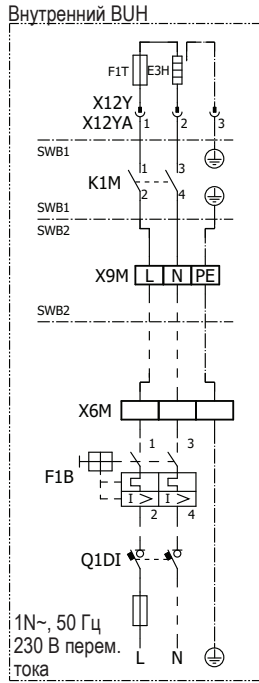 Внутренний BUH
F1T E3H
X12Y
X12YA 1 2 3
SWB1
K1M 1 3
2 4
SWB1
SWB2
X9M L N PE
SWB2
X6M
1 3
F1B
I > I >
2 4
Q1DI
1N~, 50 Гц
230 В перем.
тока
L N